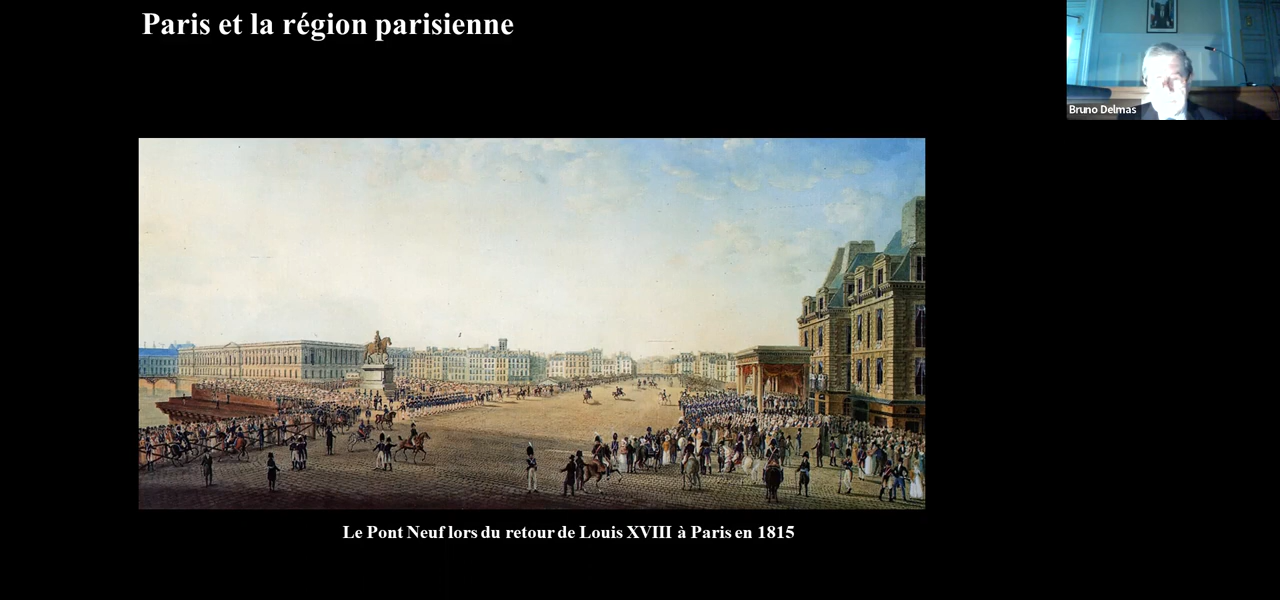 Paris et la région parisienne
Bruno Delmas
Le Pont Neuf lors du retour de Louis XVIII à Paris en 1815